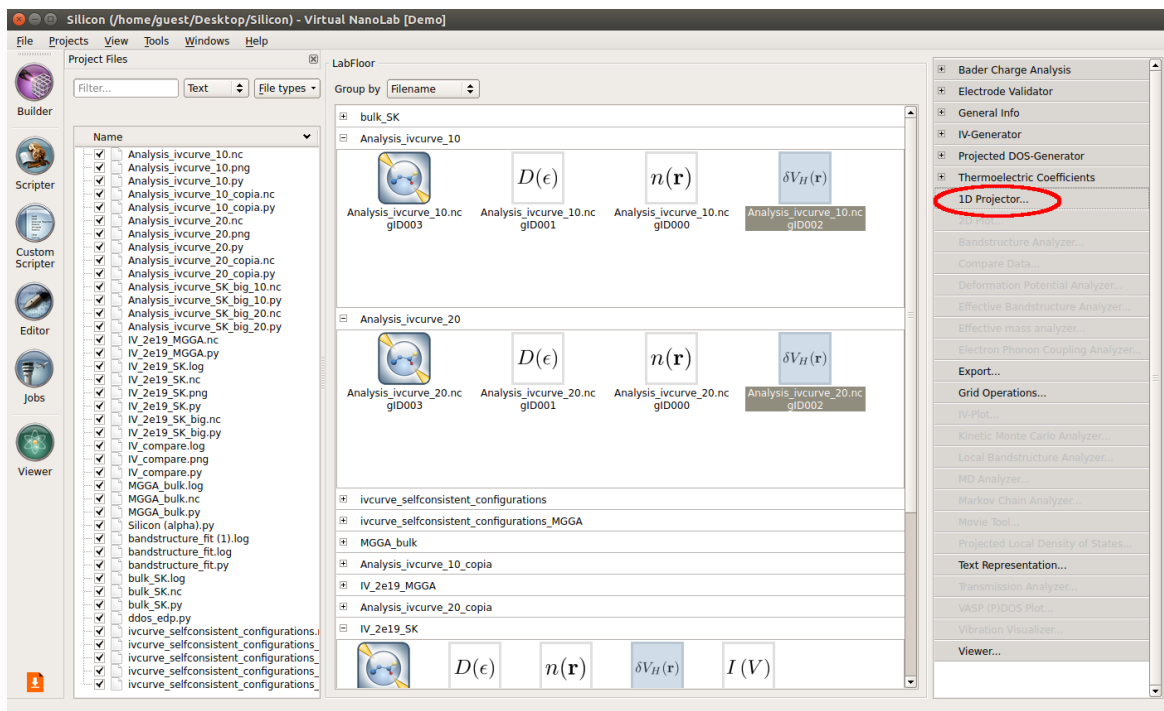 Silicon (/home/guest/Desktop/Silicon) - Virtual NanoLab [Demo]
File Projects View Tools Windows Help
Builder
Scripter
Custom
Scripter
Editor
Jobs
Viewer
Project Files
Filter... Text File types
Name
Analysis_ivcurve_10.nc
Analysis_ivcurve_10.png
Analysis_ivcurve_10.py
Analysis_ivcurve_10_copia.nc
Analysis_ivcurve_10_copia.py
Analysis_ivcurve_20.nc
Analysis_ivcurve_20.png
Analysis_ivcurve_20.py
Analysis_ivcurve_20_copia.nc
Analysis_ivcurve_20_copia.py
Analysis_ivcurve_SK_big_10.nc
Analysis_ivcurve_SK_big_10.py
Analysis_ivcurve_SK_big_20.nc
Analysis_ivcurve_SK_big_20.py
IV_2e19_MGGA.nc
IV_2e19_MGGA.py
IV_2e19_SK.log
IV_2e19_SK.nc
IV_2e19_SK.png
IV_2e19_SK.py
IV_2e19_SK_big.nc
IV_2e19_SK_big.py
IV_compare.log
IV_compare.png
IV_compare.py
MGGA_bulk.log
MGGA_bulk.nc
MGGA_bulk.py
Silicon (alpha).py
bandstructure_fit (1).log
bandstructure_fit.log
bandstructure_fit.py
bulk_SK.log
bulk_SK.nc
bulk_SK.py
ddos_edp.py
ivcurve_selfconsistent_configurations.
ivcurve_selfconsistent_configurations_
ivcurve_selfconsistent_configurations_
ivcurve_selfconsistent_configurations_
ivcurve_selfconsistent_configurations_
LabFloor
Group by Filename
bulk_SK
Analysis_ivcurve_10
D(ϵ) n(r) δV_H(r)
Analysis_ivcurve_10.nc Analysis_ivcurve_10.nc Analysis_ivcurve_10.nc Analysis_ivcurve_10.nc
gID003 gID001 gID000 gID002
Analysis_ivcurve_20
D(ϵ) n(r) δV_H(r)
Analysis_ivcurve_20.nc Analysis_ivcurve_20.nc Analysis_ivcurve_20.nc Analysis_ivcurve_20.nc
gID003 gID001 gID000 gID002
ivcurve_selfconsistent_configurations
ivcurve_selfconsistent_configurations_MGGA
MGGA_bulk
Analysis_ivcurve_10_copia
IV_2e19_MGGA
Analysis_ivcurve_20_copia
IV_2e19_SK
D(ϵ) n(r) δV_H(r) I(V)
Bader Charge Analysis
Electrode Validator
General Info
IV-Generator
Projected DOS-Generator
Thermoelectric Coefficients
1D Projector...
2D Plot...
Bandstructure Analyzer...
Compare Data...
Deformation Potential Analyzer...
Effective Bandstructure Analyzer...
Effective mass analyzer...
Electron Phonon Coupling Analyzer...
Export...
Grid Operations...
IV-Plot...
Kinetic Monte Carlo Analyzer...
Local Bandstructure Analyzer...
MD Analyzer...
Markov Chain Analyzer...
Movie Tool...
Projected Local Density of States...
Text Representation...
Transmission Analyzer...
VASP (P)DOS Plot...
Vibration Visualizer...
Viewer...